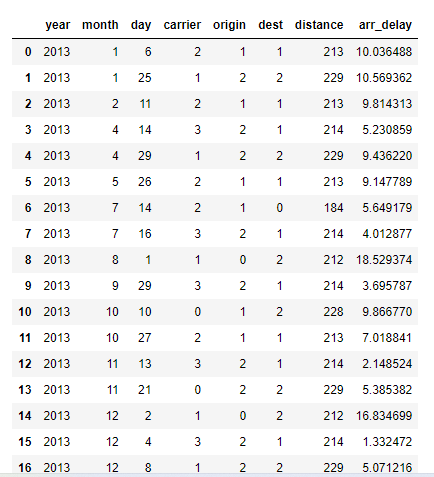 year month day carrier origin dest distance arr_delay
0 2013 1 6 2 1 1 213 10.036488
1 2013 1 25 1 2 2 229 10.569362
2 2013 2 11 2 1 1 213 9.814313
3 2013 4 14 3 2 1 214 5.230859
4 2013 4 29 1 2 2 229 9.436220
5 2013 5 26 2 1 1 213 9.147789
6 2013 7 14 2 1 0 184 5.649179
7 2013 7 16 3 2 1 214 4.012877
8 2013 8 1 1 0 2 212 18.529374
9 2013 9 29 3 2 1 214 3.695787
10 2013 10 10 0 1 2 228 9.866770
11 2013 10 27 2 1 1 213 7.018841
12 2013 11 13 3 2 1 214 2.148524
13 2013 11 21 0 2 2 229 5.385382
14 2013 12 2 1 0 2 212 16.834699
15 2013 12 4 3 2 1 214 1.332472
16 2013 12 8 1 2 2 229 5.071216